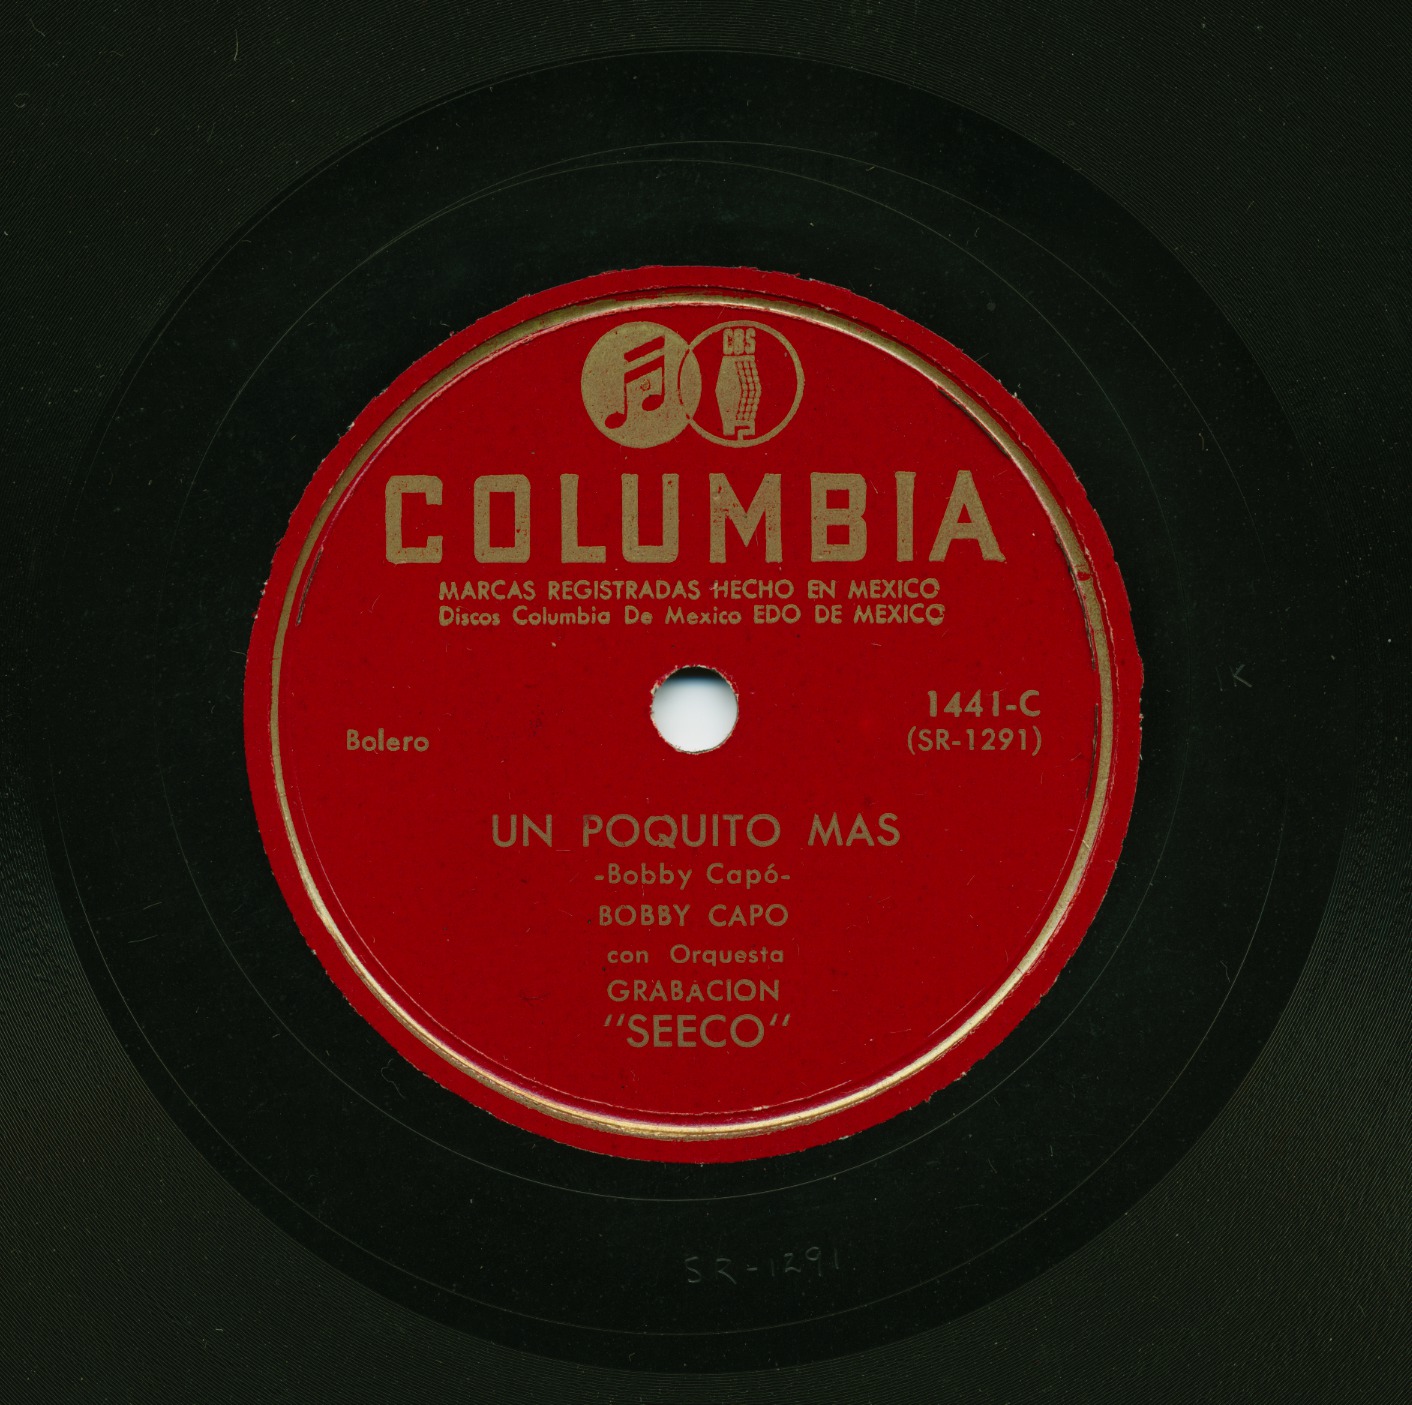 CBS
COLUMBIA
MARCAS REGISTRADAS HECHO EN MEXICO
Discos Columbia De Mexico EDO DE MEXICO
1441-C
Bolero
(SR-1291)
UN POQUITO MAS
-Bobby Capó-
BOBBY CAPO
con Orquesta
GRABACION
"SEECO"
1K
SR-1291